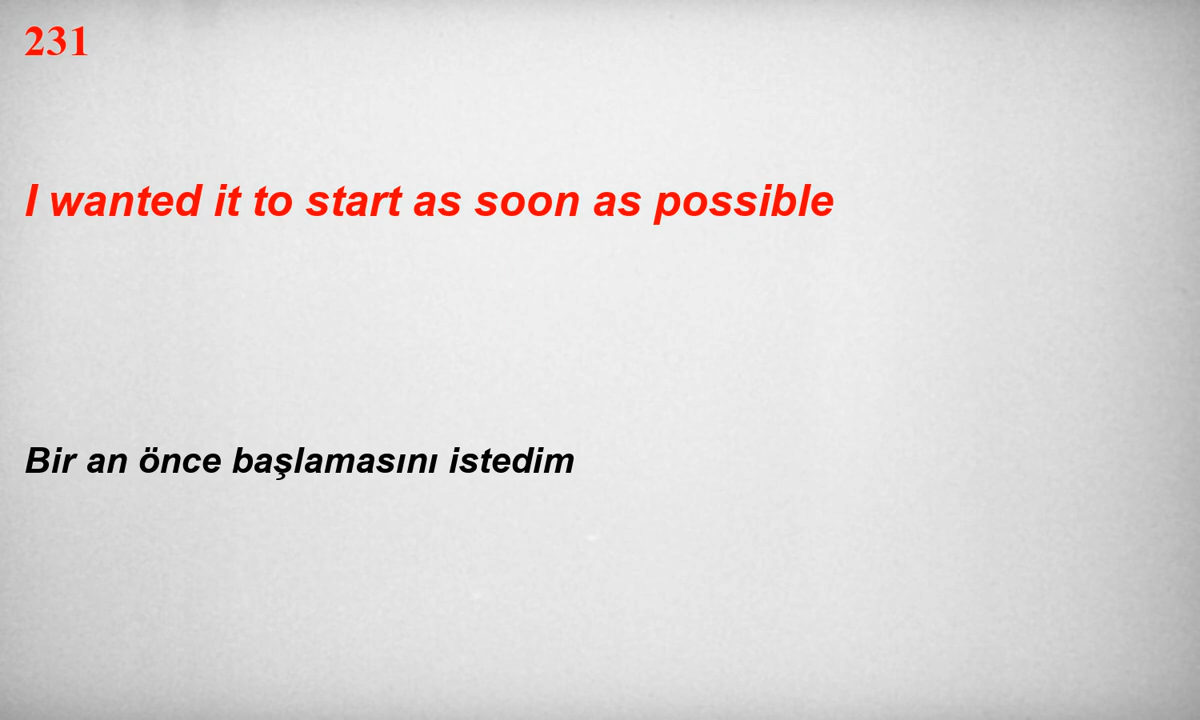 231
I wanted it to start as soon as possible
Bir an önce başlamasını istedim